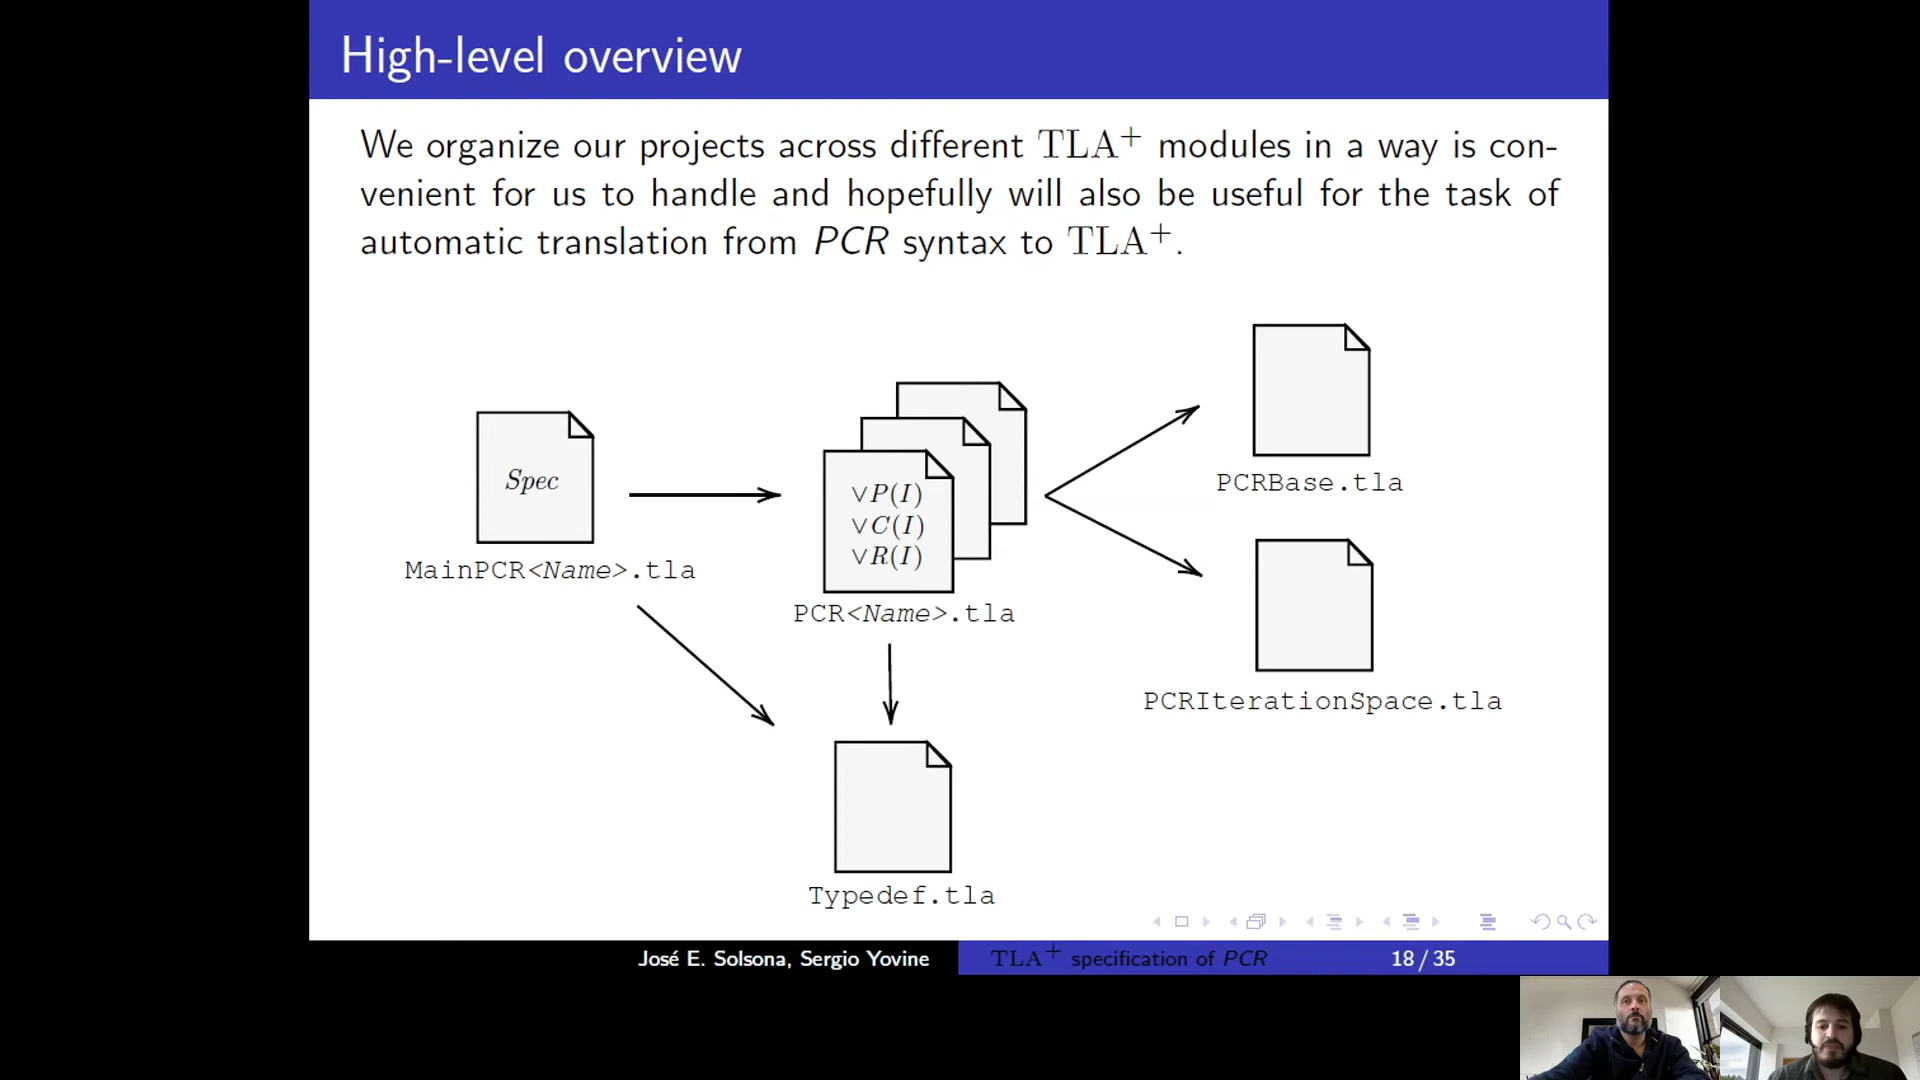 High-level overview
We organize our projects across different TLA⁺ modules in a way is con-
venient for us to handle and hopefully will also be useful for the task of
automatic translation from PCR syntax to TLA⁺.
Spec
MainPCR<Name>.tla
∨P(I)
∨C(I)
∨R(I)
PCR<Name>.tla
PCRBase.tla
PCRIterationSpace.tla
Typedef.tla
José E. Solsona, Sergio Yovine
TLA⁺ specification of PCR
18 / 35